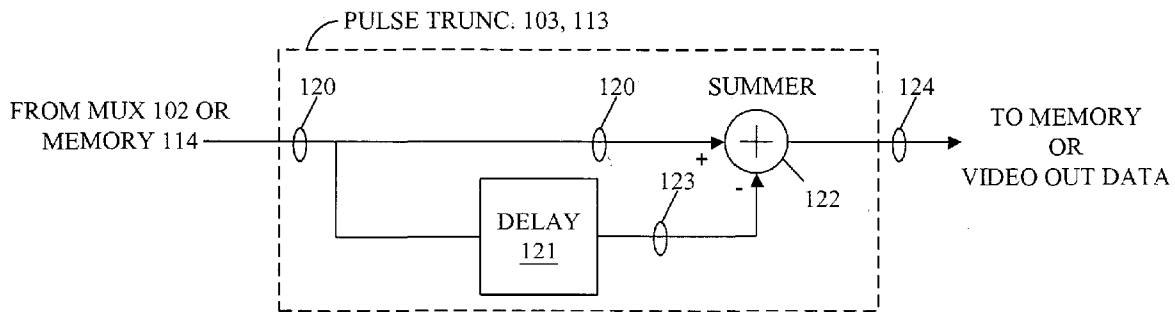 PULSE TRUNC. 103, 113
FROM MUX 102 OR
MEMORY 114
120
120
SUMMER
124
TO MEMORY
OR
VIDEO OUT DATA
+
+
-
122
123
DELAY
121